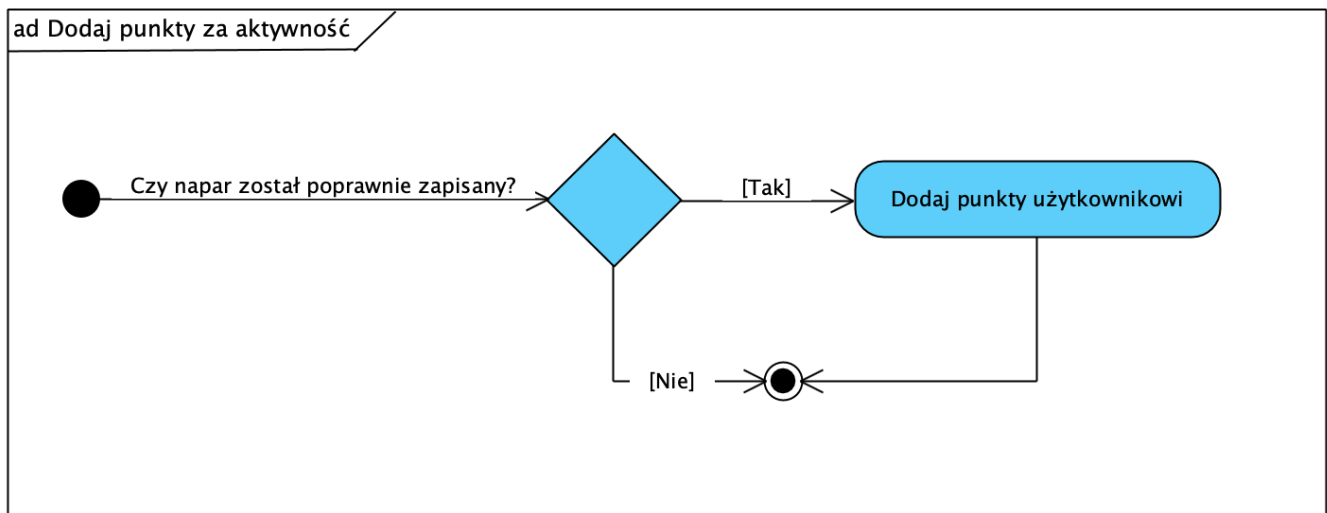 ad Dodaj punkty za aktywność
Czy napar został poprawnie zapisany?
[Tak]
Dodaj punkty użytkownikowi
[Nie]